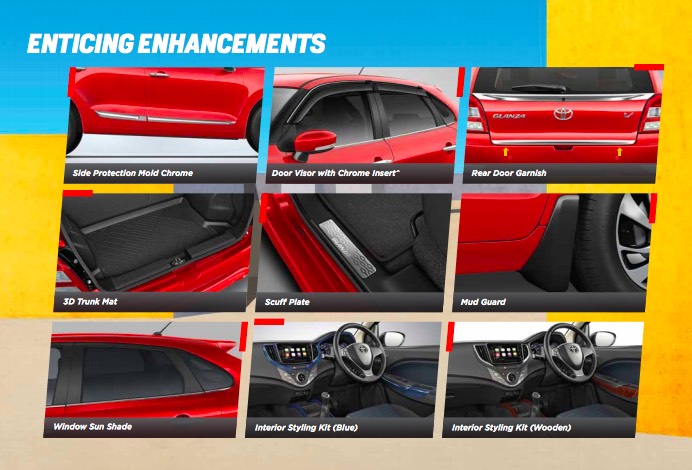 ENTICING ENHANCEMENTS
Side Protection Mold Chrome
Door Visor with Chrome Insert^
GLANZA
V
Rear Door Garnish
3D Trunk Mat
Scuff Plate
Mud Guard
Window Sun Shade
Interior Styling Kit (Blue)
Interior Styling Kit (Wooden)